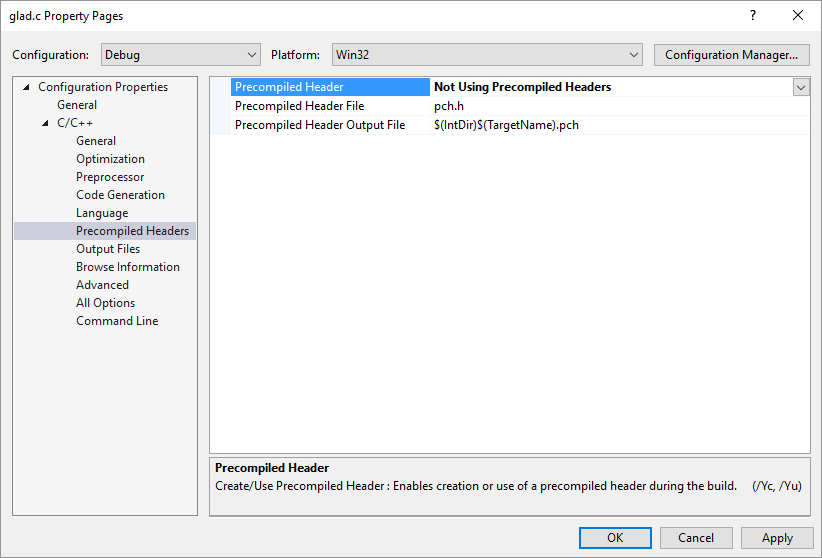 glad.c Property Pages ?
Configuration: Debug Platform: Win32 Configuration Manager...
Configuration Properties
General
C/C++
General
Optimization
Preprocessor
Code Generation
Language
Precompiled Headers
Output Files
Browse Information
Advanced
All Options
Command Line
Precompiled Header Not Using Precompiled Headers
Precompiled Header File pch.h
Precompiled Header Output File $(IntDir)$(TargetName).pch
Precompiled Header
Create/Use Precompiled Header : Enables creation or use of a precompiled header during the build. (/Yc, /Yu)
OK Cancel Apply